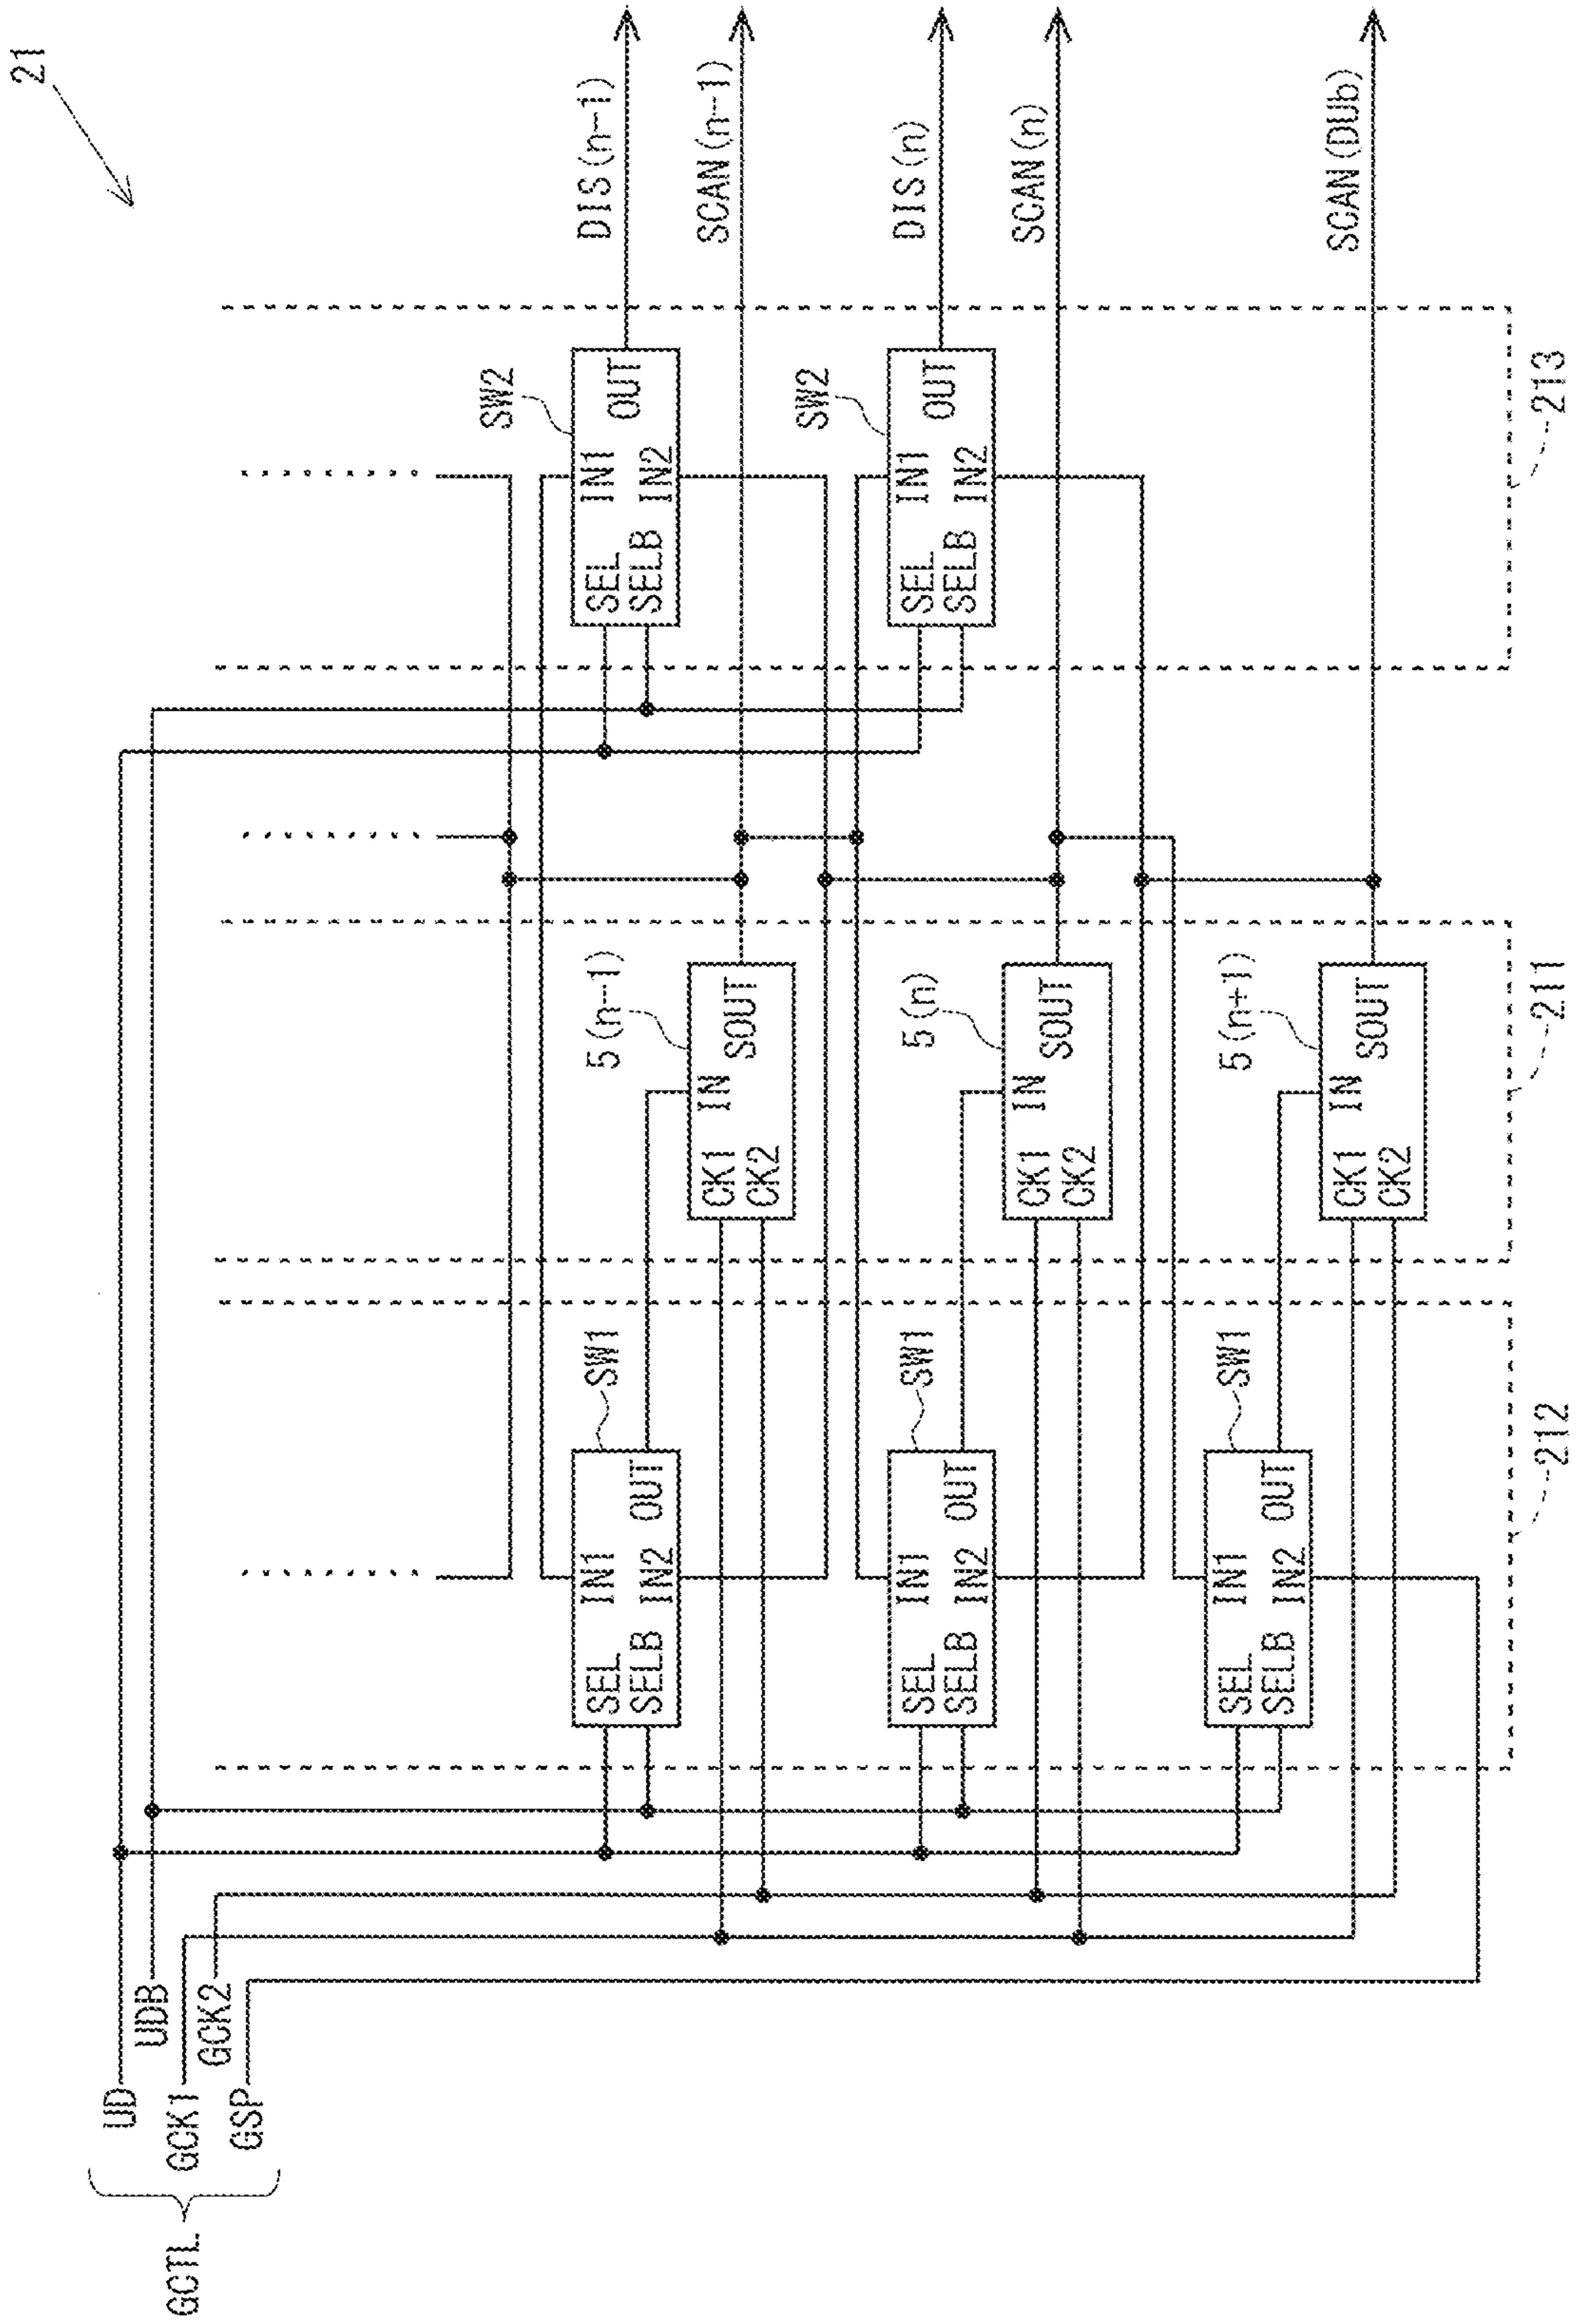 21
GCTL
UD
UDB
GCK1
GCK2
GSP
SW1
SEL
SELB
IN1
IN2
OUT
5(n-1)
CK1
CK2
IN
SOUT
SW2
SEL
SELB
IN1
IN2
OUT
DIS(n-1)
SCAN(n-1)
SW1
SEL
SELB
IN1
IN2
OUT
5(n)
CK1
CK2
IN
SOUT
SW2
SEL
SELB
IN1
IN2
OUT
DIS(n)
SCAN(n)
SW1
SEL
SELB
IN1
IN2
OUT
5(n+1)
CK1
CK2
IN
SOUT
SCAN(DUb)
212
211
213